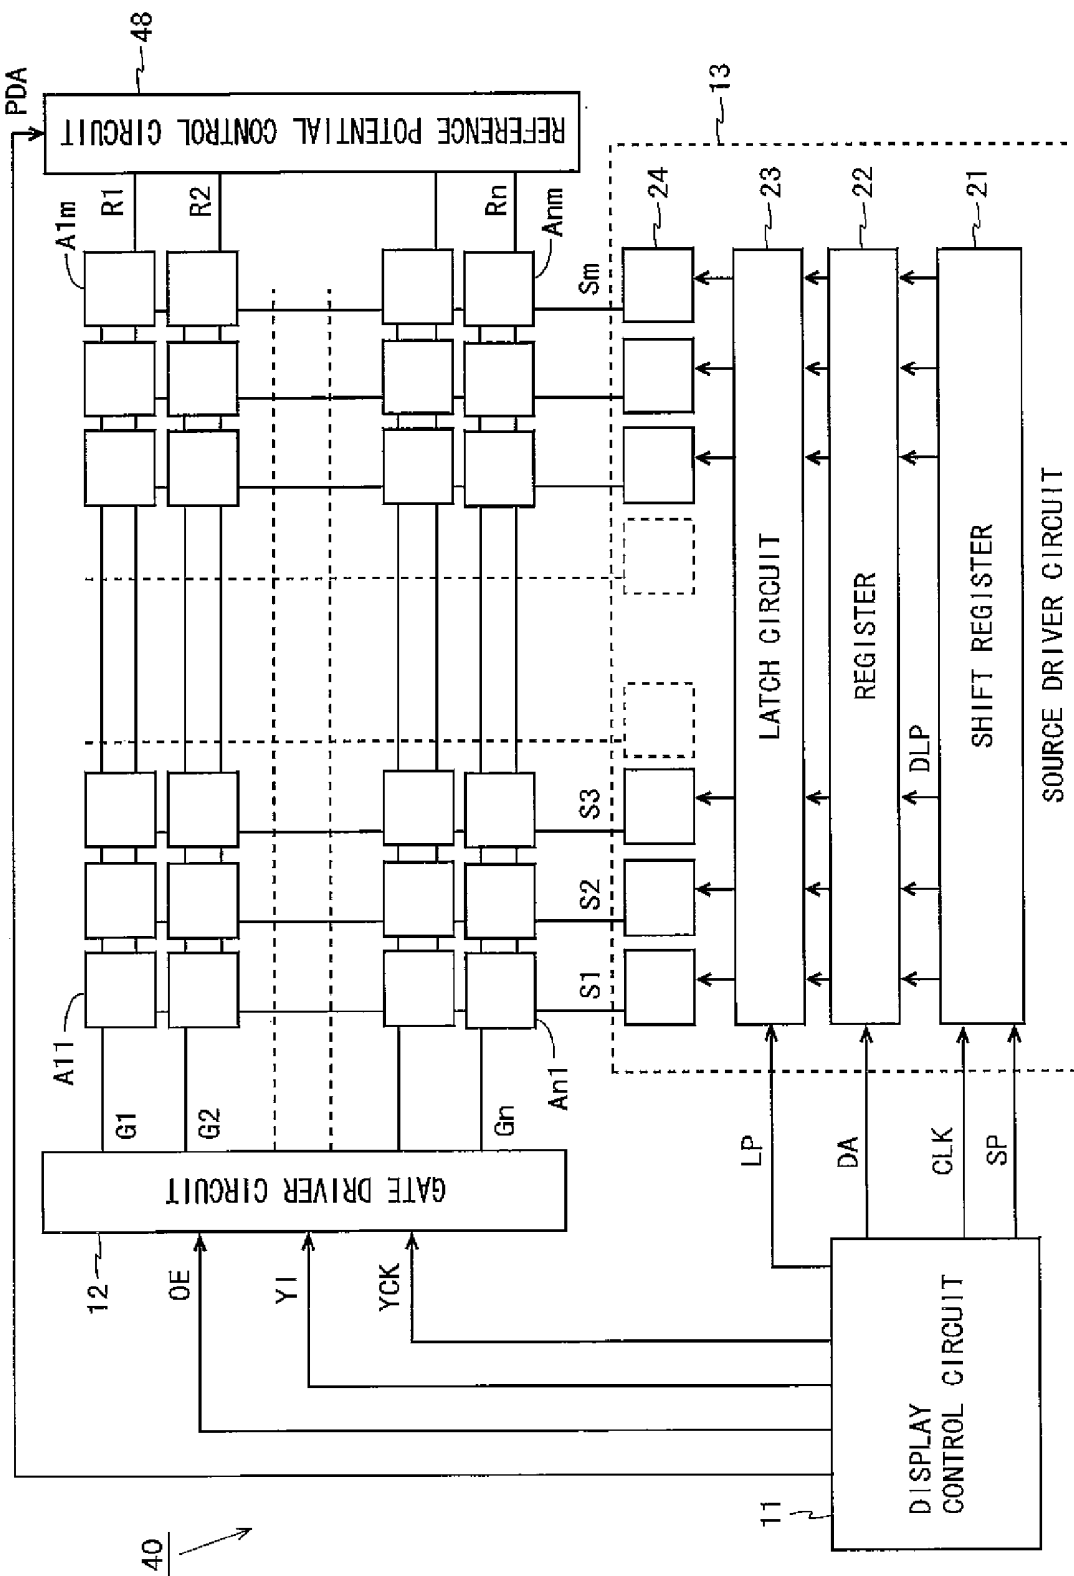 40
11
DISPLAY
CONTROL CIRCUIT
OE
YI
YCK
12
GATE DRIVER CIRCUIT
G1
G2
Gn
A11
An1
A1m
Anm
R1
R2
Rn
PDA
48
REFERENCE POTENTIAL CONTROL CIRCUIT
S1
S2
S3
Sm
13
24
LATCH CIRCUIT
23
REGISTER
22
DLP
SHIFT REGISTER
21
SOURCE DRIVER CIRCUIT
LP
DA
CLK
SP